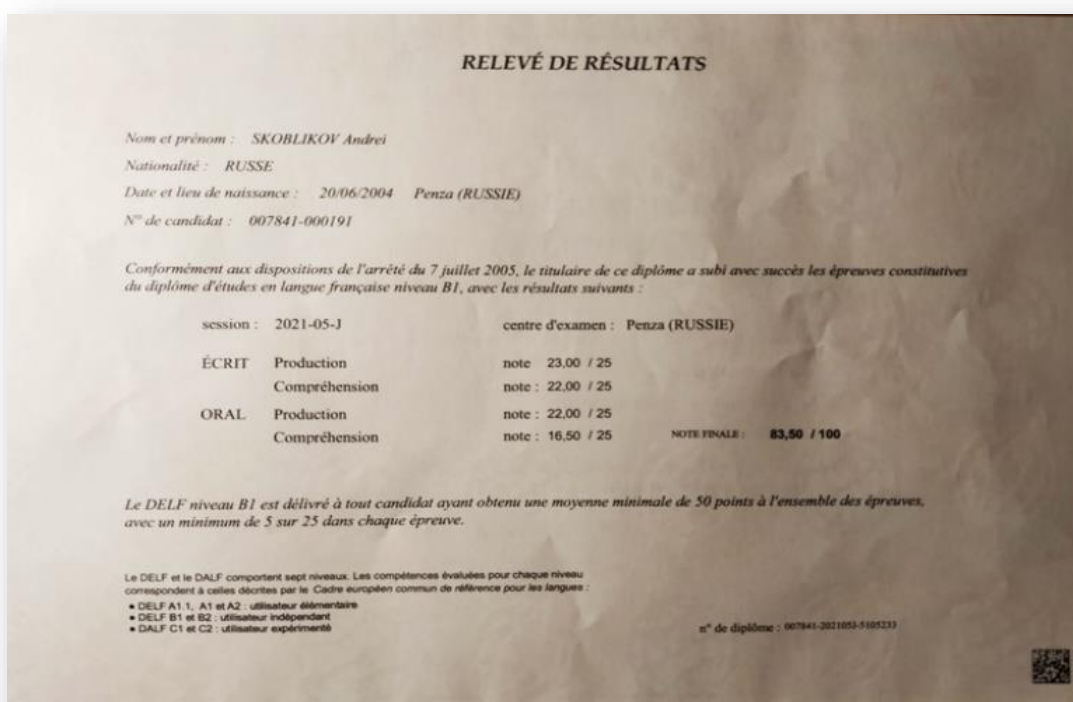 RELEVÉ DE RÉSULTATS
Nom et prénom : SKOBLIKOV Andrei
Nationalité : RUSSE
Date et lieu de naissance : 20/06/2004 Penza (RUSSIE)
N° de candidat : 007841-000191
Conformément aux dispositions de l'arrêté du 7 juillet 2005, le titulaire de ce diplôme a subi avec succès les épreuves constitutives
du diplôme d'études en langue française niveau B1, avec les résultats suivants :
session : 2021-05-J centre d'examen : Penza (RUSSIE)
ÉCRIT Production note 23,00 / 25
Compréhension note : 22,00 / 25
ORAL Production note : 22,00 / 25
Compréhension note : 16,50 / 25 NOTE FINALE : 83,50 / 100
Le DELF niveau B1 est délivré à tout candidat ayant obtenu une moyenne minimale de 50 points à l'ensemble des épreuves,
avec un minimum de 5 sur 25 dans chaque épreuve.
Le DELF et le DALF comportent sept niveaux. Les compétences évaluées pour chaque niveau
correspondent à celles décrites par le Cadre européen commun de référence pour les langues :
• DELF A1.1, A1 et A2 : utilisateur élémentaire
• DELF B1 et B2 : utilisateur indépendant
• DALF C1 et C2 : utilisateur expérimenté
n° de diplôme :